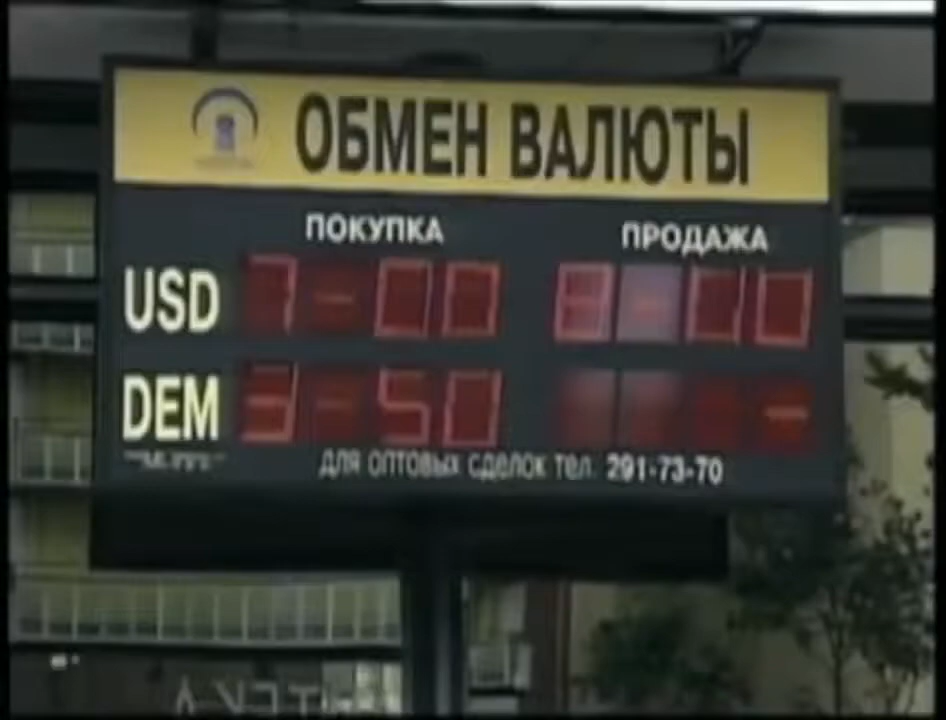 ОБМЕН ВАЛЮТЫ
ПОКУПКА ПРОДАЖА
USD 7-00 8-00
DEM 3-50 -
для оптовых сделок тел. 291-73-70